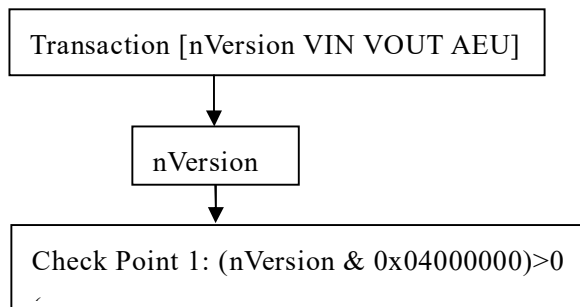 Transaction [nVersion VIN VOUT AEU]
nVersion
Check Point 1: (nVersion & 0x04000000)>0